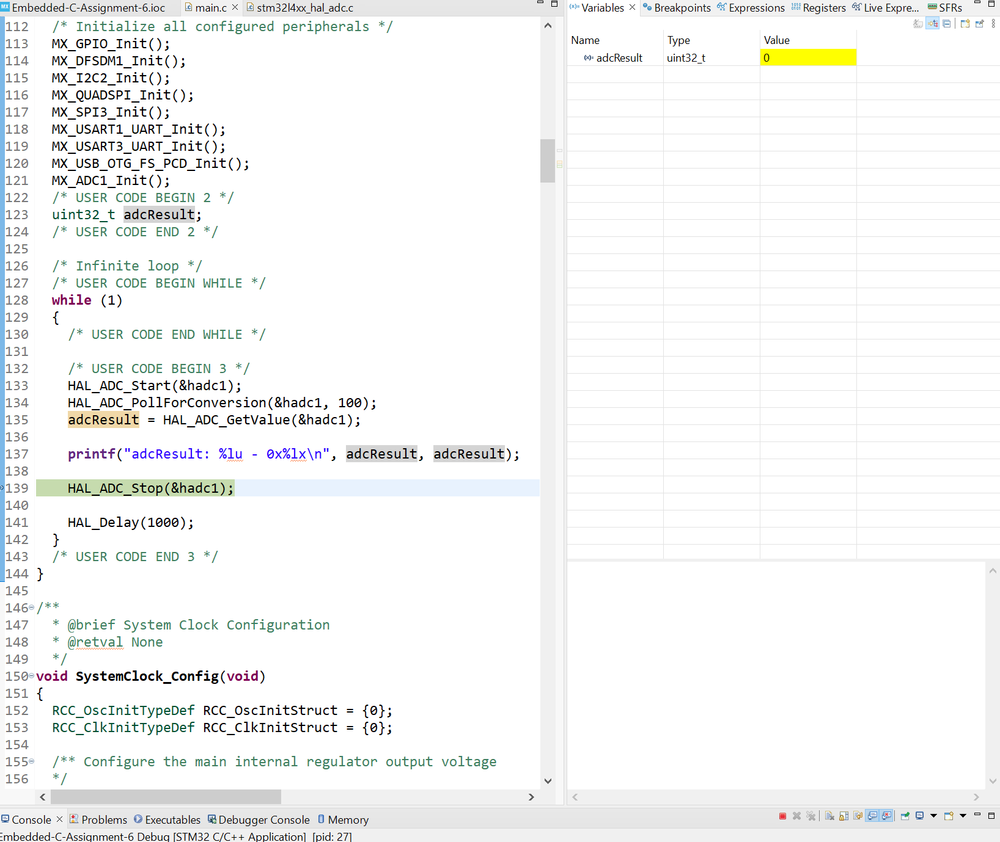 Embedded-C-Assignment-6.ioc main.c stm32l4xx_hal_adc.c
112 /* Initialize all configured peripherals */
113 MX_GPIO_Init();
114 MX_DFSDM1_Init();
115 MX_I2C2_Init();
116 MX_QUADSPI_Init();
117 MX_SPI3_Init();
118 MX_USART1_UART_Init();
119 MX_USART3_UART_Init();
120 MX_USB_OTG_FS_PCD_Init();
121 MX_ADC1_Init();
122 /* USER CODE BEGIN 2 */
123 uint32_t adcResult;
124 /* USER CODE END 2 */
125
126 /* Infinite loop */
127 /* USER CODE BEGIN WHILE */
128 while (1)
129 {
130 /* USER CODE END WHILE */
131
132 /* USER CODE BEGIN 3 */
133 HAL_ADC_Start(&hadc1);
134 HAL_ADC_PollForConversion(&hadc1, 100);
135 adcResult = HAL_ADC_GetValue(&hadc1);
136
137 printf("adcResult: %lu - 0x%lx\n", adcResult, adcResult);
138
139 HAL_ADC_Stop(&hadc1);
140
141 HAL_Delay(1000);
142 }
143 /* USER CODE END 3 */
144 }
145
146 /**
147 * @brief System Clock Configuration
148 * @retval None
149 */
150 void SystemClock_Config(void)
151 {
152 RCC_OscInitTypeDef RCC_OscInitStruct = {0};
153 RCC_ClkInitTypeDef RCC_ClkInitStruct = {0};
154
155 /** Configure the main internal regulator output voltage
156 */
(x)= Variables Breakpoints Expressions Registers Live Expre... SFRs
Name Type Value
(x)= adcResult uint32_t 0
Console Problems Executables Debugger Console Memory
Embedded-C-Assignment-6 Debug [STM32 C/C++ Application] [pid: 27]